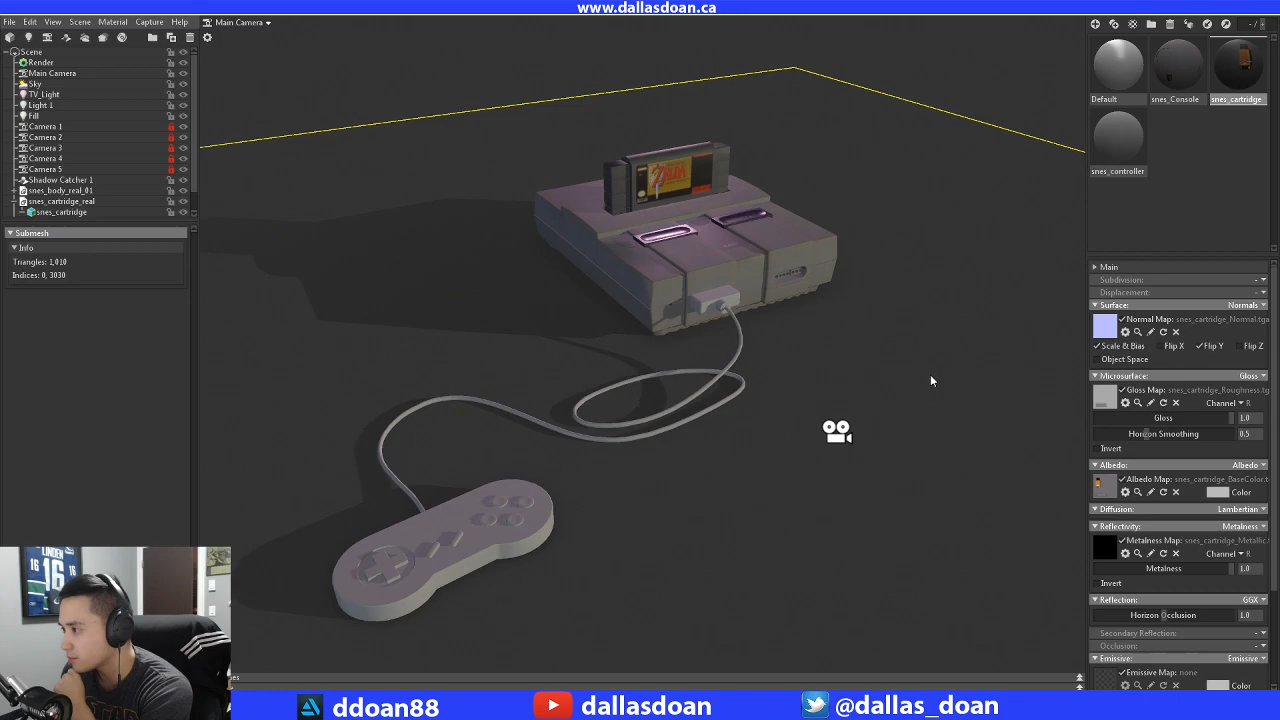 www.dallasdoan.ca
File Edit View Scene Material Capture Help
Main Camera
Scene
Render
Main Camera
Sky
TV_Light
Light 1
Fill
Camera 1
Camera 2
Camera 3
Camera 4
Camera 5
Shadow Catcher 1
snes_body_real_01
snes_cartridge_real
snes_cartridge
Submesh
Info
Triangles: 1,010
Indices: 0, 3030
ZELDA
LINDEN
16 16 16
Default snes_Console snes_cartridge
snes_controller
Main
Subdivision: -
Displacement: -
Surface: Normals
Normal Map: snes_cartridge_Normal.tga
Scale & Bias Flip X Flip Y Flip Z
Object Space
Microsurface: Gloss
Gloss Map: snes_cartridge_Roughness.tg
Channel R
Gloss 1.0
Horizon Smoothing 0.5
Invert
Albedo: Albedo
Albedo Map: snes_cartridge_BaseColor.t
Color
Diffusion: Lambertian
Reflectivity: Metalness
Metalness Map: snes_cartridge_Metallic.
Channel R
Metalness 1.0
Invert
Reflection: GGX
Horizon Occlusion 1.0
Secondary Reflection: -
Occlusion: -
Emissive: Emissive
Emissive Map: none
Color
ddoan88 dallasdoan @dallas_doan